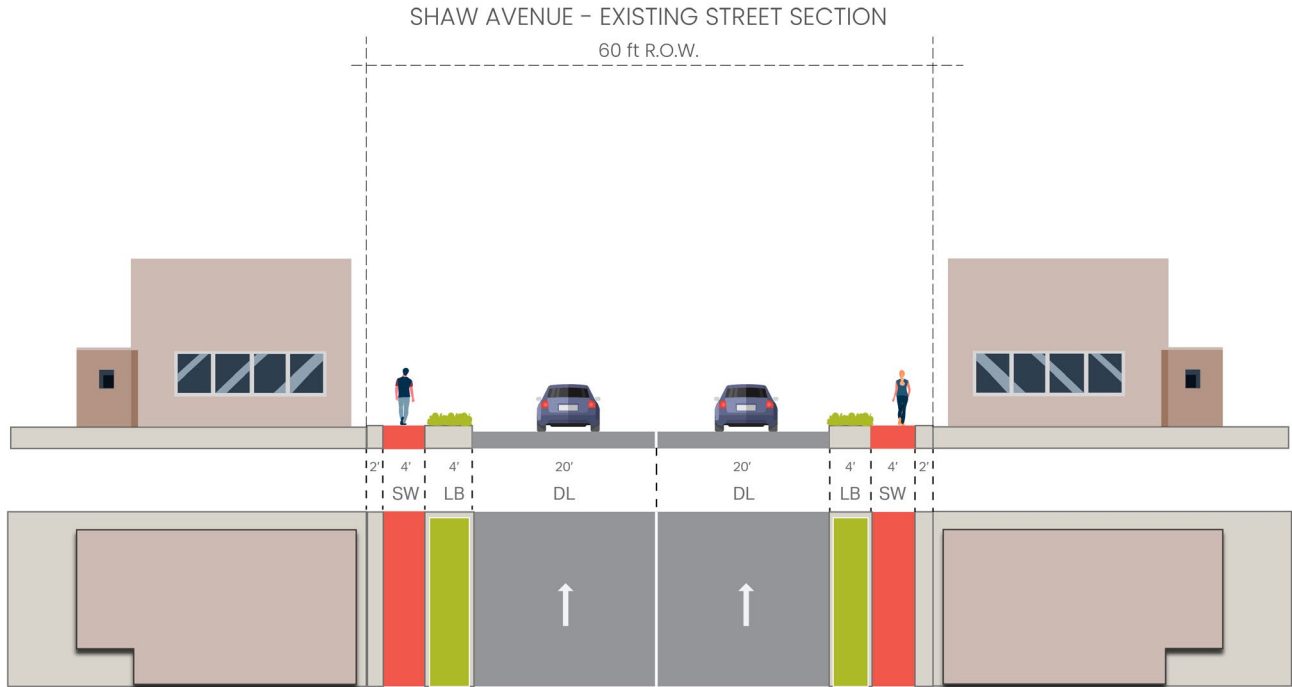 SHAW AVENUE - EXISTING STREET SECTION
60 ft R.O.W.
2' 4' 4' 20' 20' 4' 4' 2'
SW LB DL DL LB SW